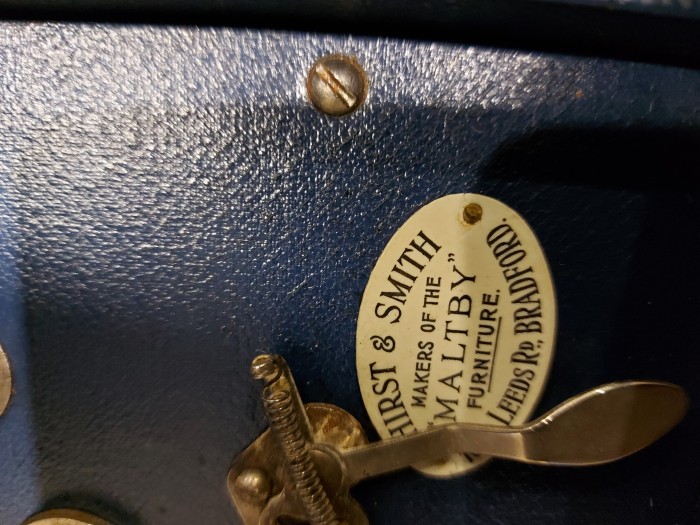 HIRST & SMITH
MAKERS OF THE
"MALTBY"
FURNITURE.
LEEDS RD, BRADFORD.